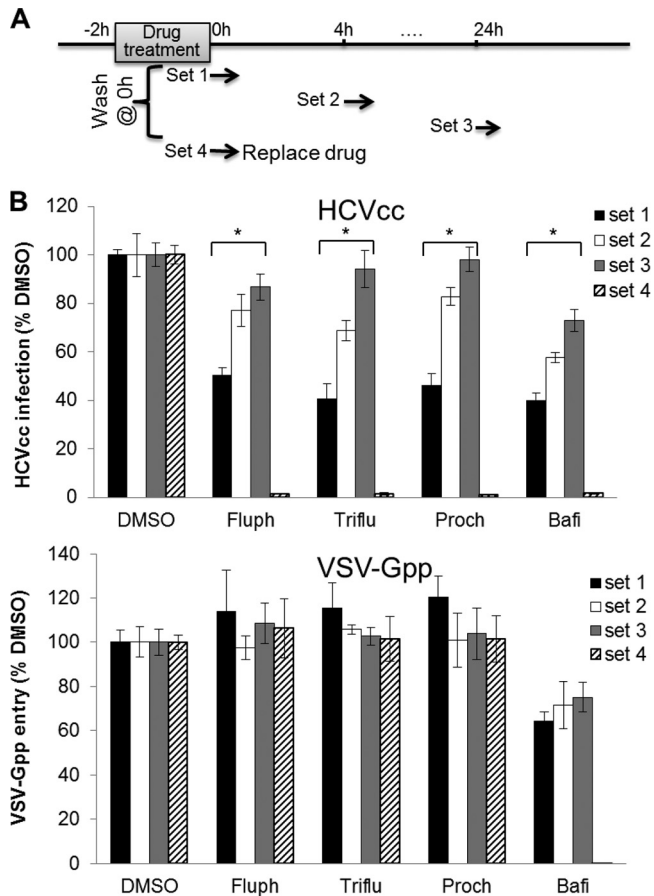 A
-2h Drug treatment 0h 4h .... 24h
Wash @ 0h
Set 1
Set 2
Set 3
Set 4 Replace drug
B
HCVcc
HCVcc infection (% DMSO)
120
100
80
60
40
20
0
* * * *
set 1
set 2
set 3
set 4
DMSO Fluph Triflu Proch Bafi
VSV-Gpp
VSV-Gpp entry (% DMSO)
140
120
100
80
60
40
20
0
set 1
set 2
set 3
set 4
DMSO Fluph Triflu Proch Bafi